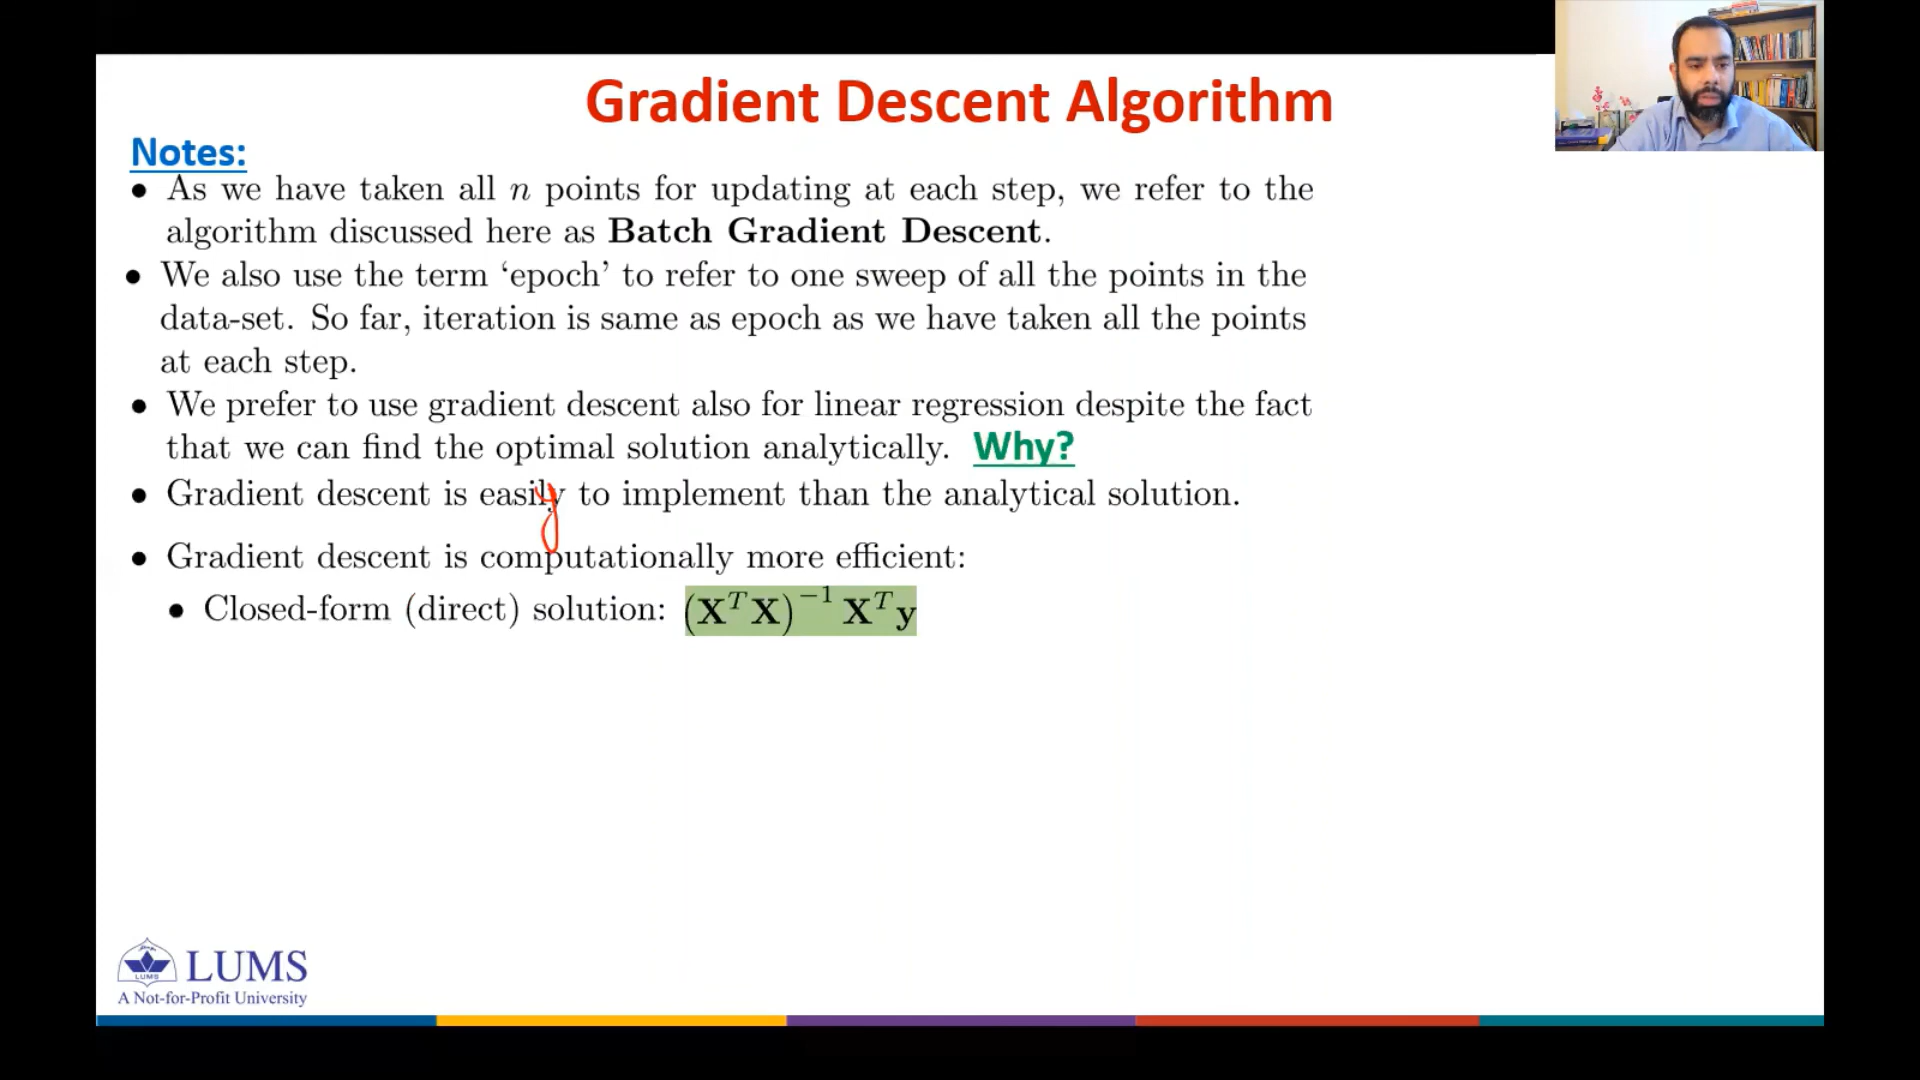 Gradient Descent Algorithm
Notes:
• As we have taken all n points for updating at each step, we refer to the
algorithm discussed here as Batch Gradient Descent.
• We also use the term ‘epoch’ to refer to one sweep of all the points in the
data-set. So far, iteration is same as epoch as we have taken all the points
at each step.
• We prefer to use gradient descent also for linear regression despite the fact
that we can find the optimal solution analytically. Why?
• Gradient descent is easily to implement than the analytical solution.
y
• Gradient descent is computationally more efficient:
• Closed-form (direct) solution: (XᵀX)⁻¹ Xᵀy
LUMS
LUMS
A Not-for-Profit University